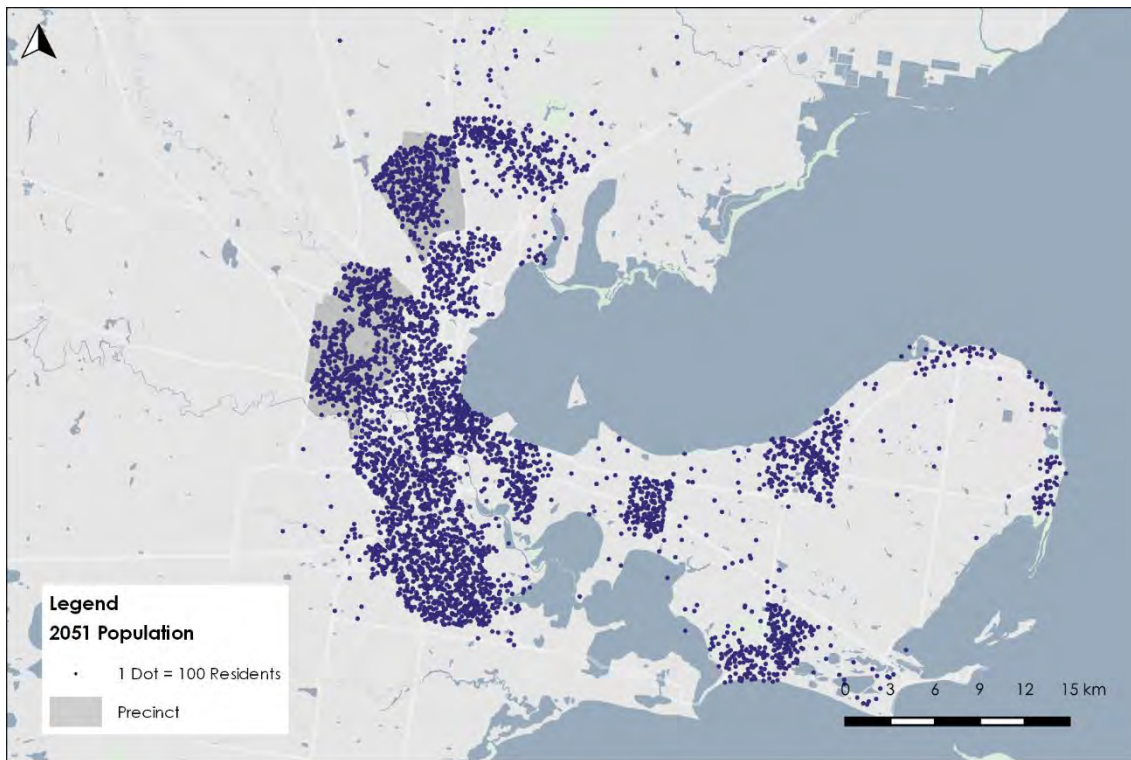 Legend
2051 Population
1 Dot = 100 Residents
Precinct
0 3 6 9 12 15 km